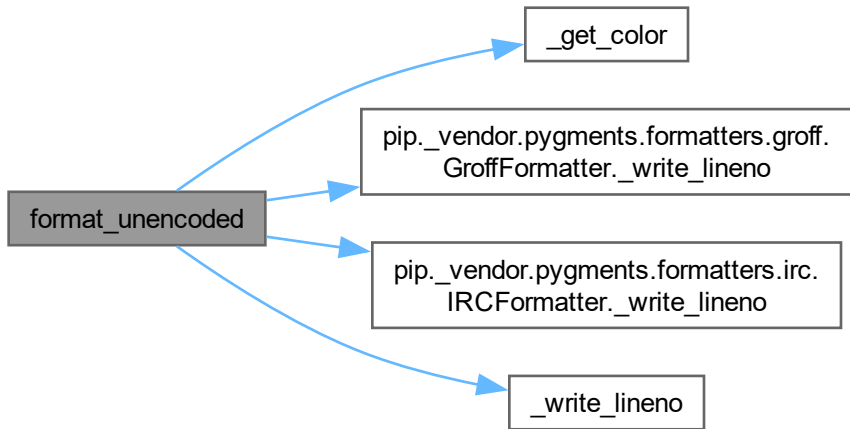 _get_color
pip._vendor.pygments.formatters.groff.
GroffFormatter._write_lineno
format_unencoded
pip._vendor.pygments.formatters.irc.
IRCFormatter._write_lineno
_write_lineno